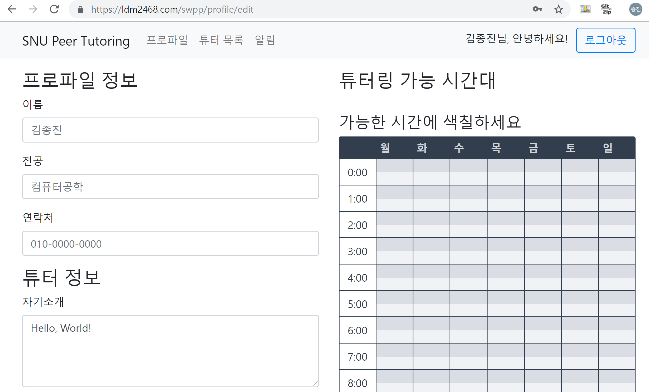 https://ldm2468.com/swpp/profile/edit
SNU Peer Tutoring 프로파일 튜터 목록 알림 김종진님, 안녕하세요! 로그아웃
프로파일 정보
이름
김종진
전공
컴퓨터공학
연락처
010-0000-0000
튜터 정보
자기소개
Hello, World!
튜터링 가능 시간대
가능한 시간에 색칠하세요
월 화 수 목 금 토 일
0:00
1:00
2:00
3:00
4:00
5:00
6:00
7:00
8:00